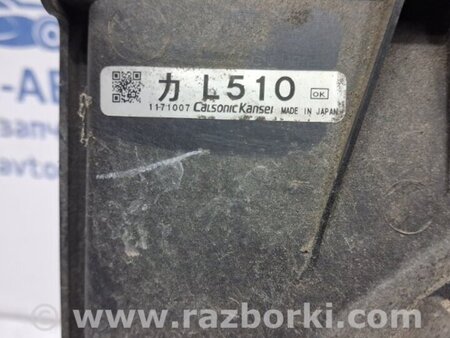 カ L510 OK
1171007 CalsonicKansei MADE IN JAPAN
www.razborki.com